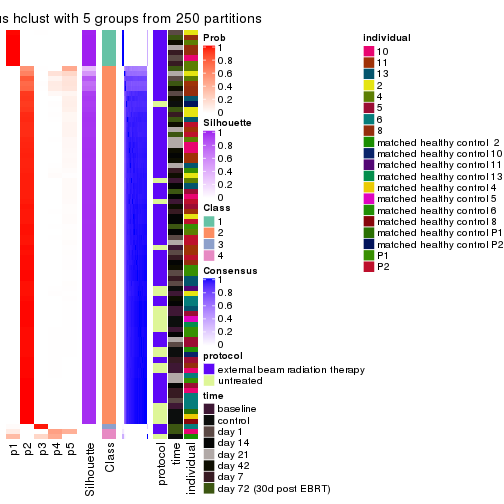 us hclust with 5 groups from 250 partitions
Prob
1
0.8
0.6
0.4
0.2
0
Silhouette
1
0.8
0.6
0.4
0.2
0
Class
1
2
3
4
Consensus
1
0.8
0.6
0.4
0.2
0
protocol
external beam radiation therapy
untreated
time
baseline
control
day 1
day 14
day 21
day 42
day 7
day 72 (30d post EBRT)
individual
10
11
13
2
4
5
6
8
matched healthy control 2
matched healthy control 10
matched healthy control 11
matched healthy control 13
matched healthy control 4
matched healthy control 5
matched healthy control 6
matched healthy control 8
matched healthy control P1
matched healthy control P2
P1
P2
p1
p2
p3
p4
p5
Silhouette
Class
protocol
time
individual